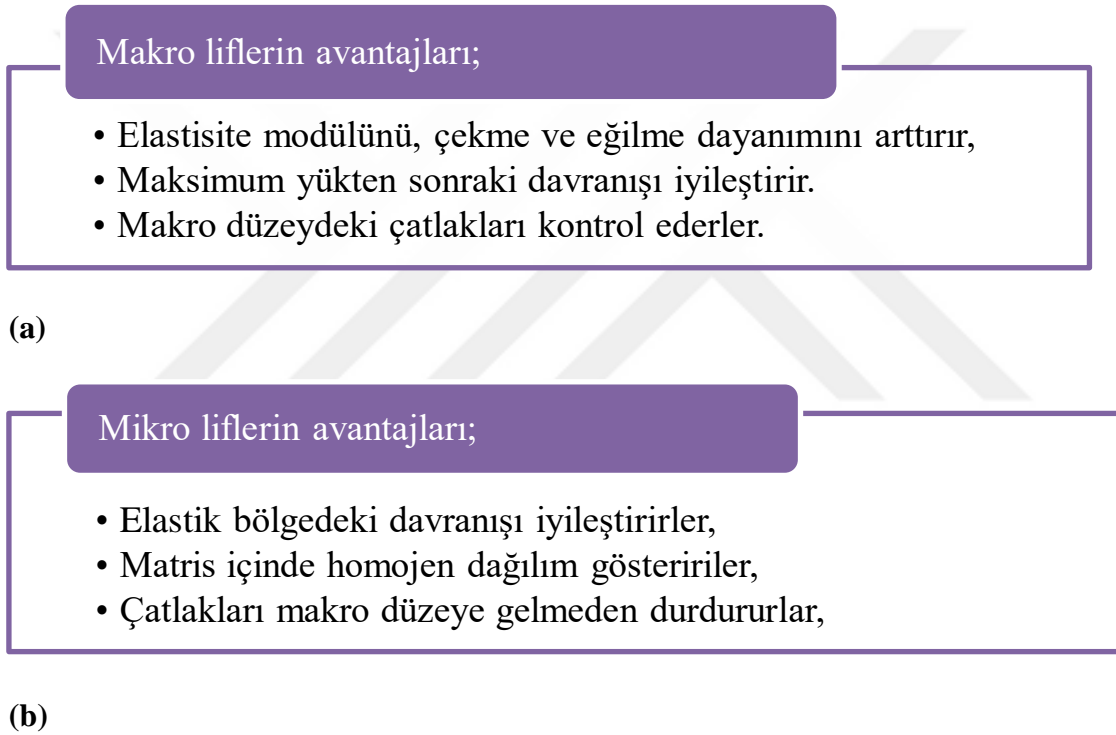 Makro liflerin avantajları;
• Elastisite modülünü, çekme ve eğilme dayanımını arttırır,
• Maksimum yükten sonraki davranışı iyileştirir.
• Makro düzeydeki çatlakları kontrol ederler.
(a)
Mikro liflerin avantajları;
• Elastik bölgedeki davranışı iyileştirirler,
• Matris içinde homojen dağılım gösteririler,
• Çatlakları makro düzeye gelmeden durdururlar,
(b)